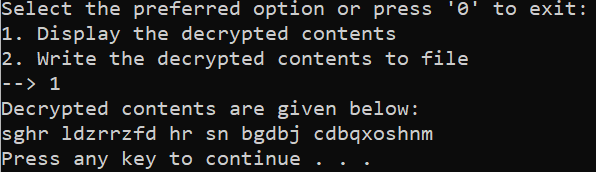 Select the preferred option or press '0' to exit:
1. Display the decrypted contents
2. Write the decrypted contents to file
--> 1
Decrypted contents are given below:
sghr ldzrrzfd hr sn bgdbj cdbqxoshnm
Press any key to continue . . .